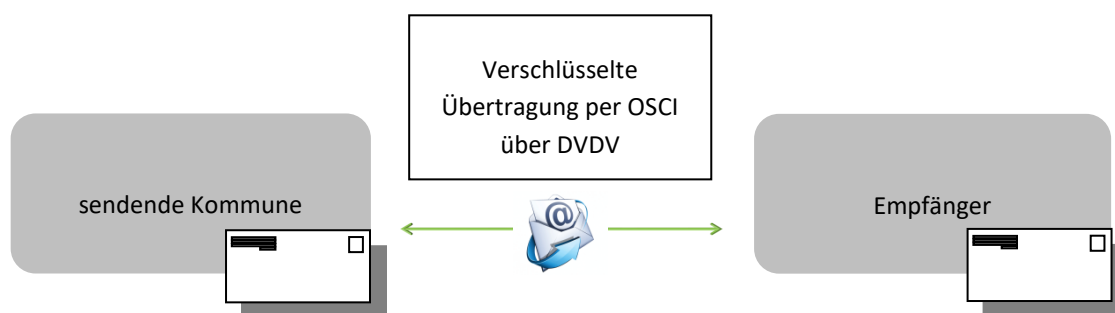 Verschlüsselte
Übertragung per OSCI
über DVDV
sendende Kommune
@
Empfänger